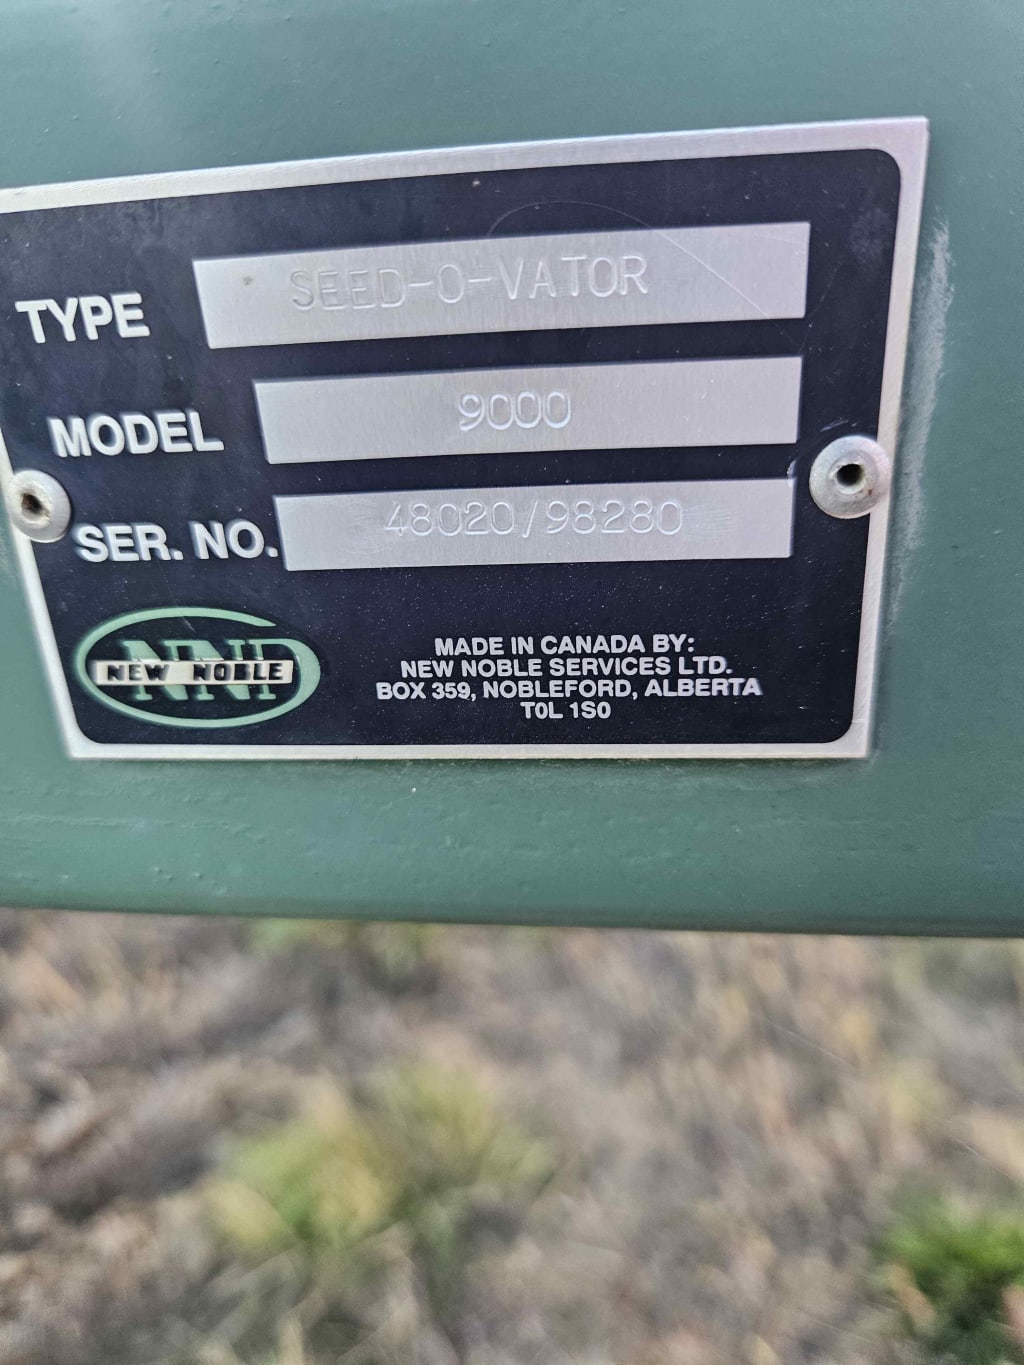 TYPE SEED-O-VATOR
MODEL 9000
SER. NO. 48020/98280
NNI
NEW NOBLE
MADE IN CANADA BY:
NEW NOBLE SERVICES LTD.
BOX 359, NOBLEFORD, ALBERTA
T0L 1S0